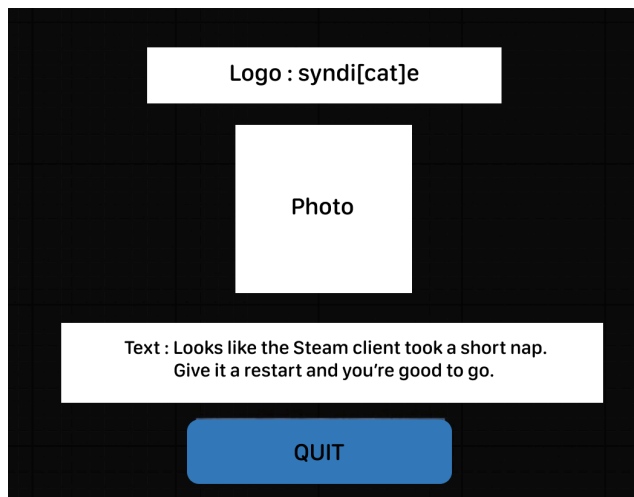 Logo : syndi[cat]e
Photo
Text : Looks like the Steam client took a short nap.
Give it a restart and you’re good to go.
QUIT